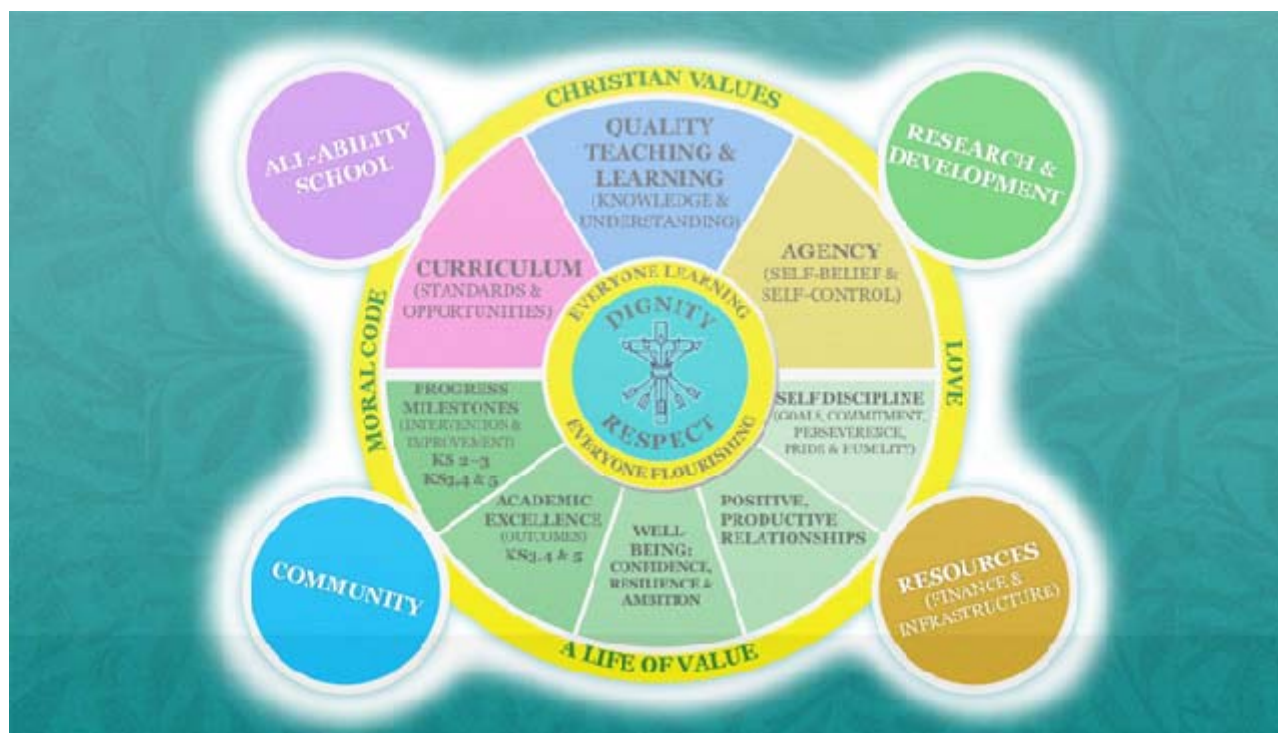 CHRISTIAN VALUES
ALL-ABILITY
SCHOOL
RESEARCH &
DEVELOPMENT
QUALITY
TEACHING &
LEARNING
(KNOWLEDGE &
UNDERSTANDING)
CURRICULUM
(STANDARDS &
OPPORTUNITIES)
AGENCY
(SELF-BELIEF &
SELF-CONTROL)
EVERYONE LEARNING
DIGNITY
RESPECT
EVERYONE FLOURISHING
MORAL CODE
LOVE
PROGRESS
MILESTONES
(INTERVENTION &
IMPROVEMENT)
KS 2-3
KS3,4 & 5
ACADEMIC
EXCELLENCE
(OUTCOMES)
KS3,4 & 5
WELL
BEING:
CONFIDENCE,
RESILIENCE &
AMBITION
POSITIVE,
PRODUCTIVE
RELATIONSHIPS
SELF DISCIPLINE
(GOALS, COMMITMENT,
PERSEVERENCE,
PRIDE & HUMILITY)
COMMUNITY
RESOURCES
(FINANCE &
INFRASTRUCTURE)
A LIFE OF VALUE